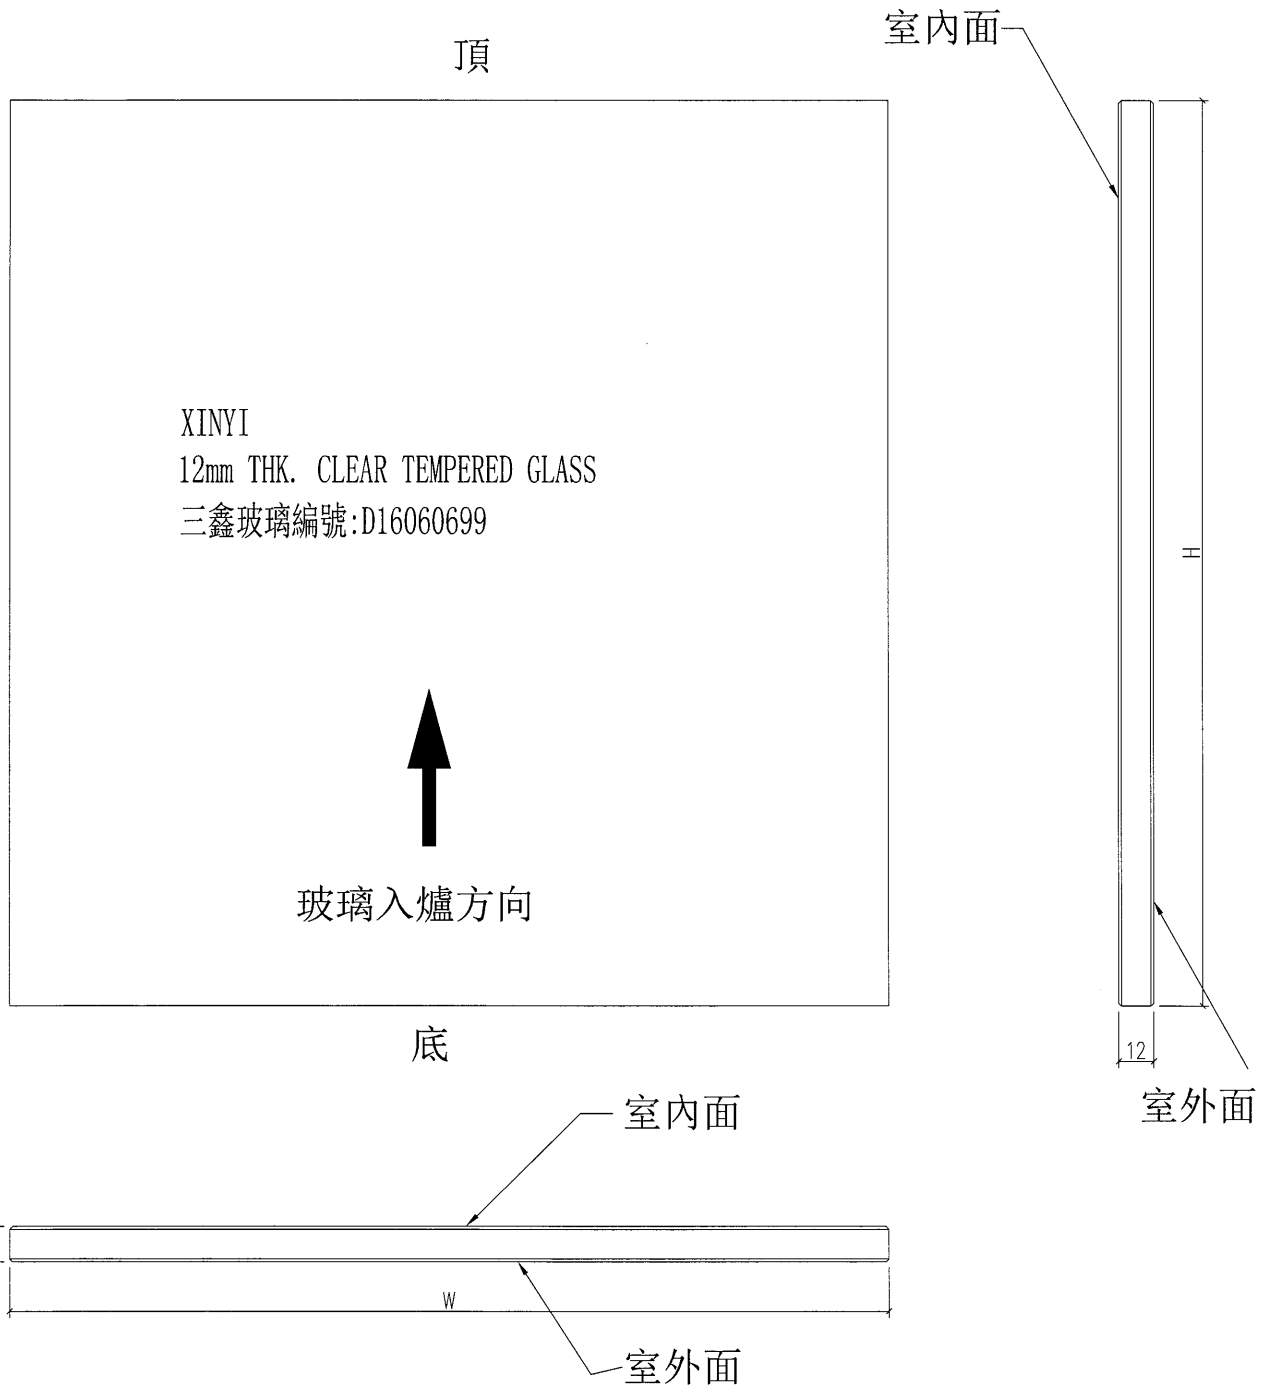 頂
室內面
XINYI
12mm THK. CLEAR TEMPERED GLASS
三鑫玻璃編號:D16060699
H
玻璃入爐方向
底
12
室外面
室內面
W
室外面